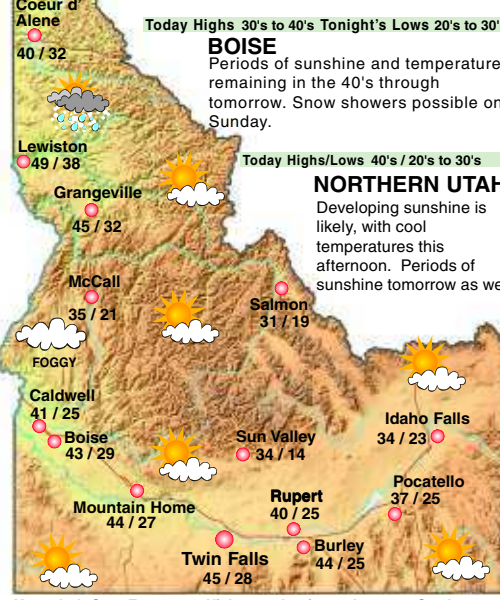 Coeur d'
Alene
40 / 32
Today Highs 30's to 40's Tonight's Lows 20's to 30'
BOISE
Periods of sunshine and temperature
remaining in the 40's through
tomorrow. Snow showers possible on
Sunday.
Lewiston
49 / 38
Today Highs/Lows 40's / 20's to 30's
NORTHERN UTAH
Developing sunshine is
likely, with cool
temperatures this
afternoon. Periods of
sunshine tomorrow as we
Grangeville
45 / 32
McCall
35 / 21
Salmon
31 / 19
FOGGY
Caldwell
41 / 25
Boise
43 / 29
Sun Valley
34 / 14
Idaho Falls
34 / 23
Pocatello
37 / 25
Mountain Home
44 / 27
Rupert
40 / 25
Burley
44 / 25
Twin Falls
45 / 28